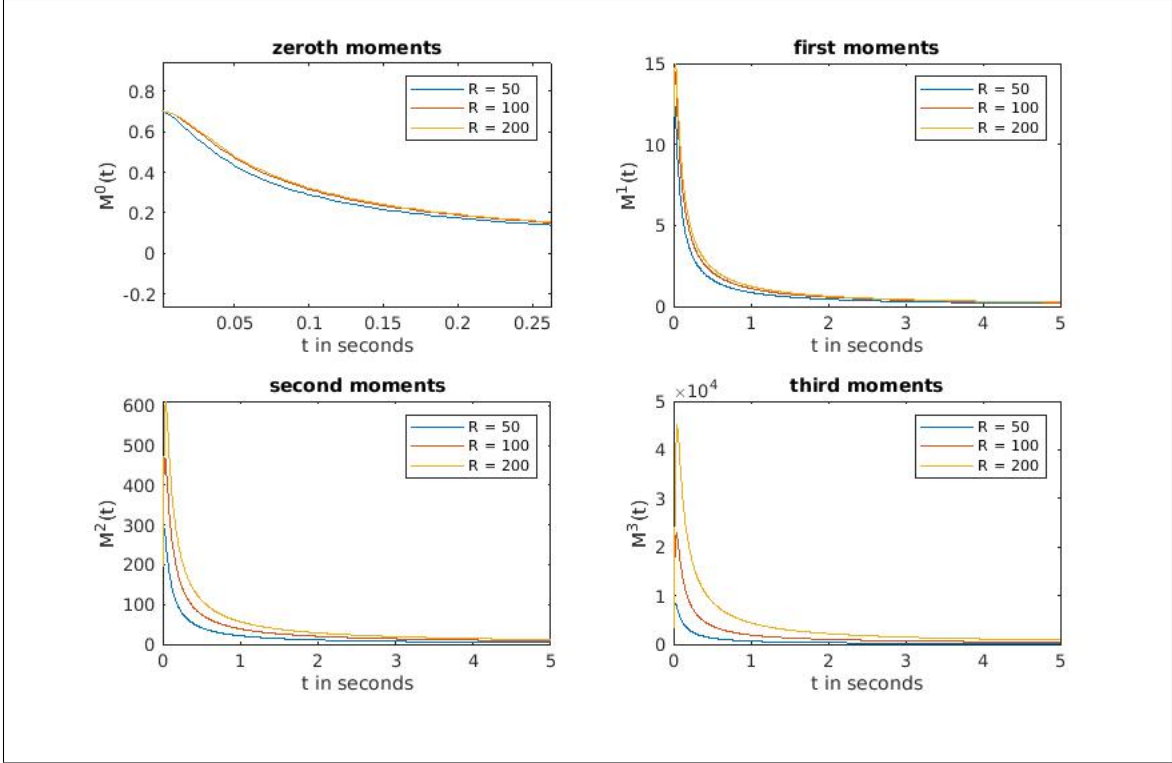 zeroth moments
M^0(t)
0.8
0.6
0.4
0.2
0
-0.2
R = 50
R = 100
R = 200
0.05 0.1 0.15 0.2 0.25
t in seconds
first moments
M^1(t)
15
10
5
0
R = 50
R = 100
R = 200
0 1 2 3 4 5
t in seconds
second moments
M^2(t)
600
500
400
300
200
100
0
R = 50
R = 100
R = 200
0 1 2 3 4 5
t in seconds
third moments
×10^4
M^3(t)
5
4
3
2
1
0
R = 50
R = 100
R = 200
0 1 2 3 4 5
t in seconds